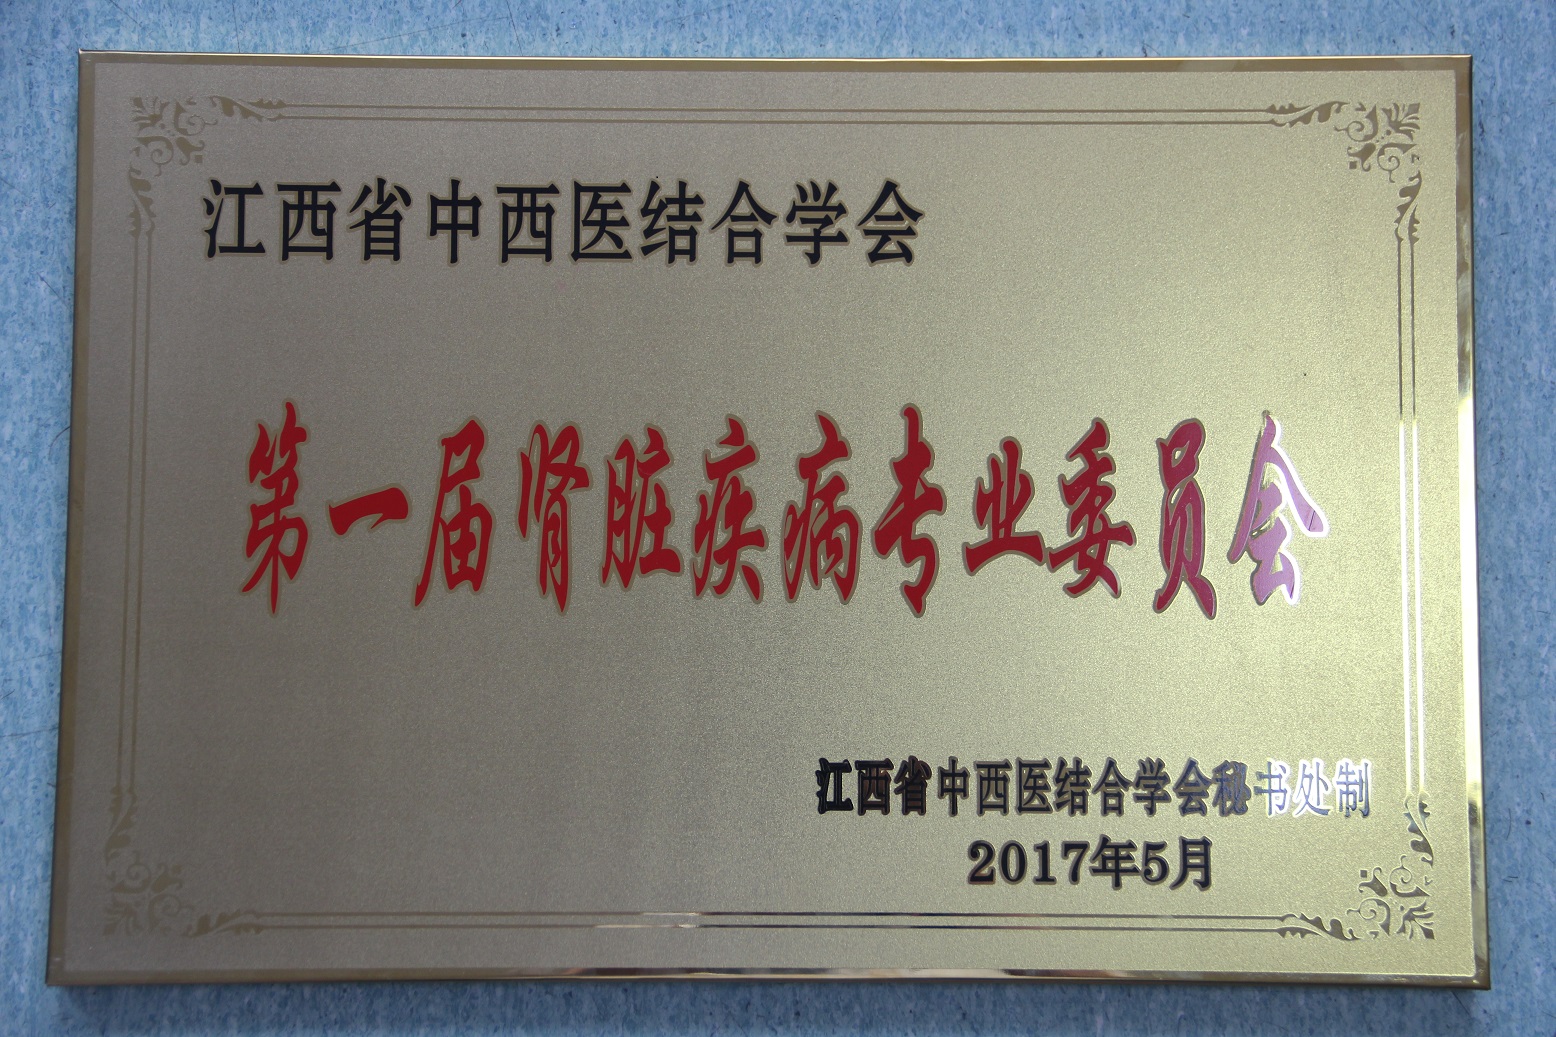 江西省中西医结合学会
第一届肾脏疾病专业委员会
江西省中西医结合学会秘书处制
2017年5月